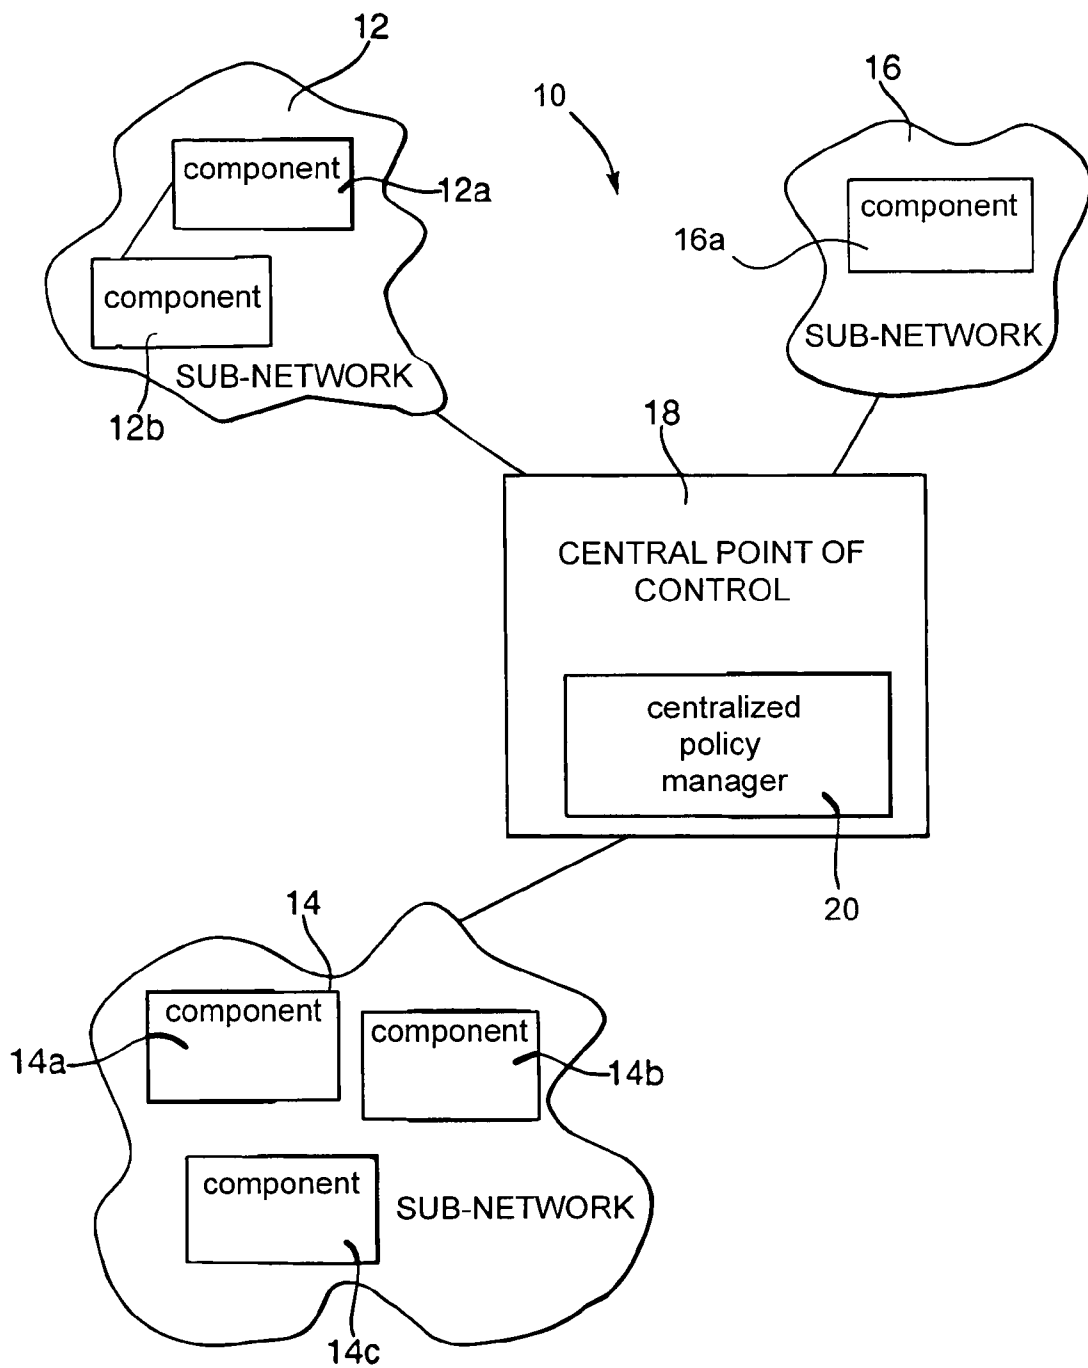 12
16
10
component
12a
component
16a
component
SUB-NETWORK
SUB-NETWORK
12b
18
CENTRAL POINT OF
CONTROL
centralized
policy
manager
20
14
component
component
14a
14b
component
SUB-NETWORK
14c